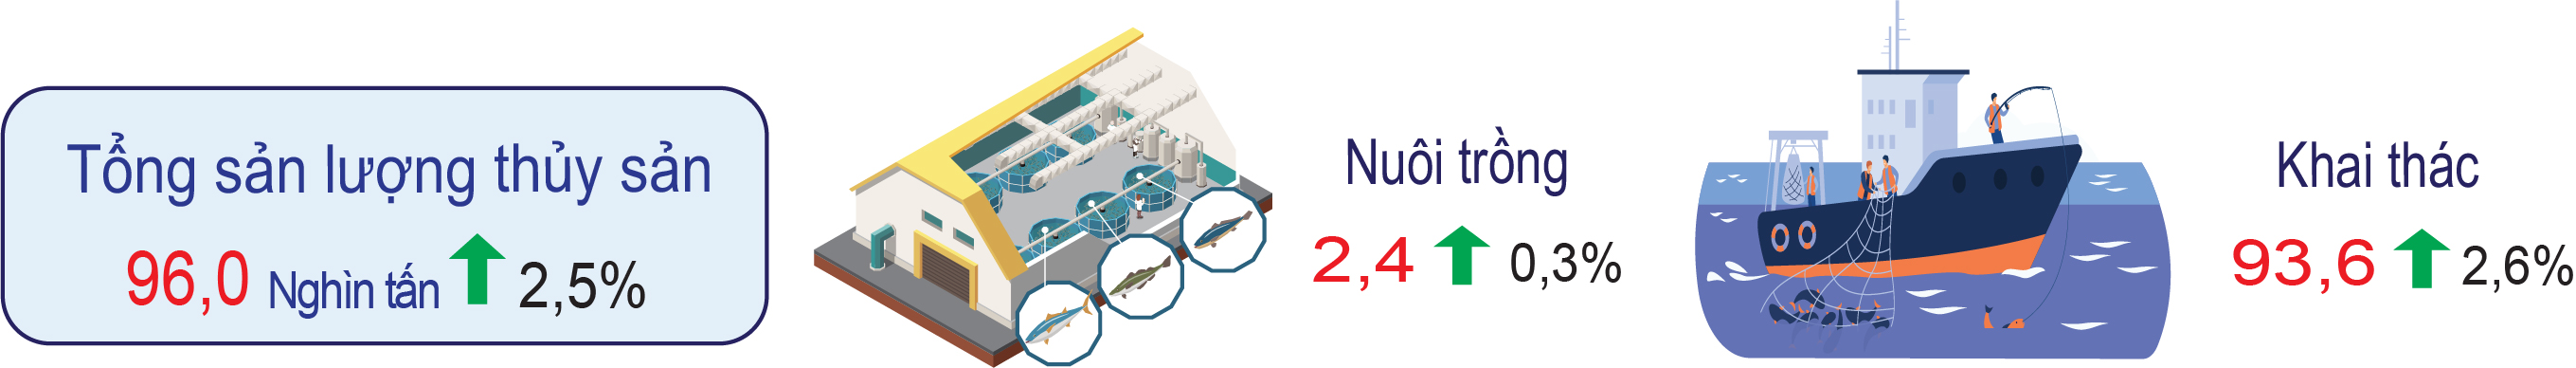 Tổng sản lượng thủy sản
96,0 Nghìn tấn 2,5%
Nuôi trồng
2,4 0,3%
Khai thác
93,6 2,6%